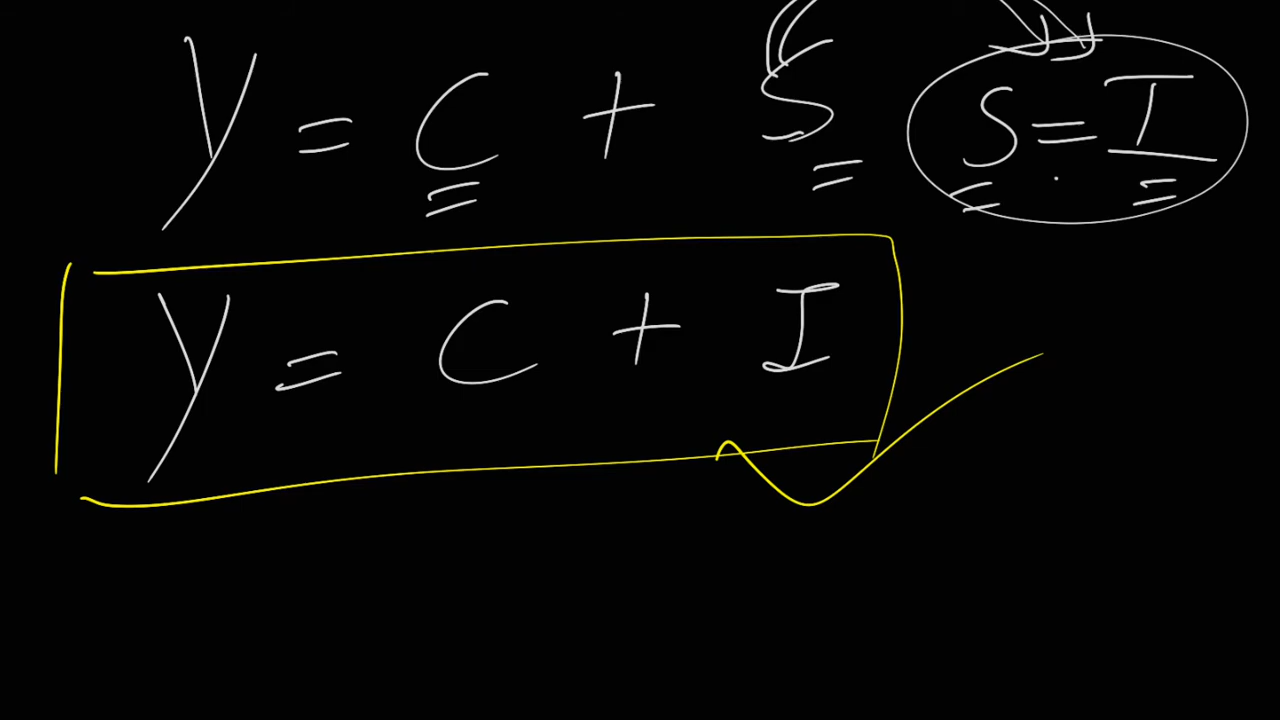 Y = C + S
S = I
Y = C + I